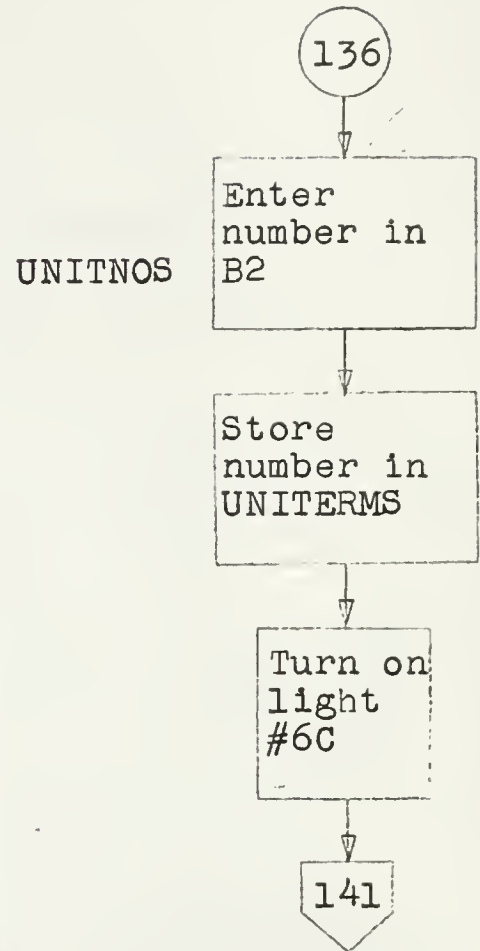 136
Enter
number in
UNITNOS B2
Store
number in
UNITERMS
Turn on
light
#6C
141